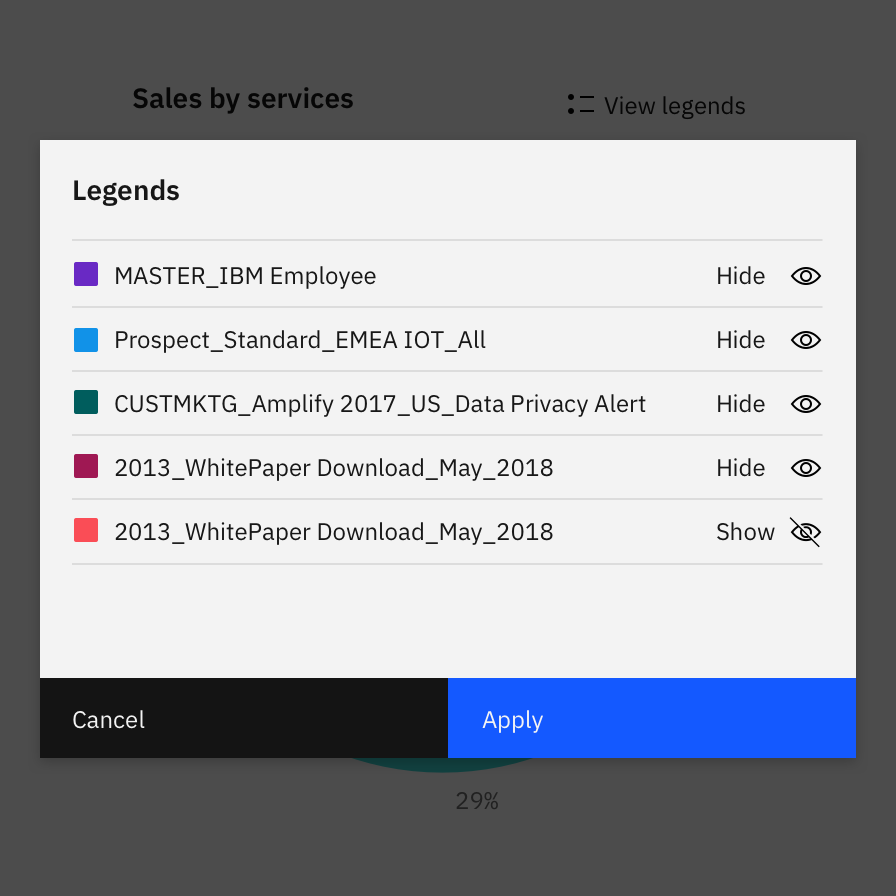 Sales by services
View legends
Legends
MASTER_IBM Employee Hide
Prospect_Standard_EMEA IOT_All Hide
CUSTMKTG_Amplify 2017_US_Data Privacy Alert Hide
2013_WhitePaper Download_May_2018 Hide
2013_WhitePaper Download_May_2018 Show
Cancel
Apply
29%